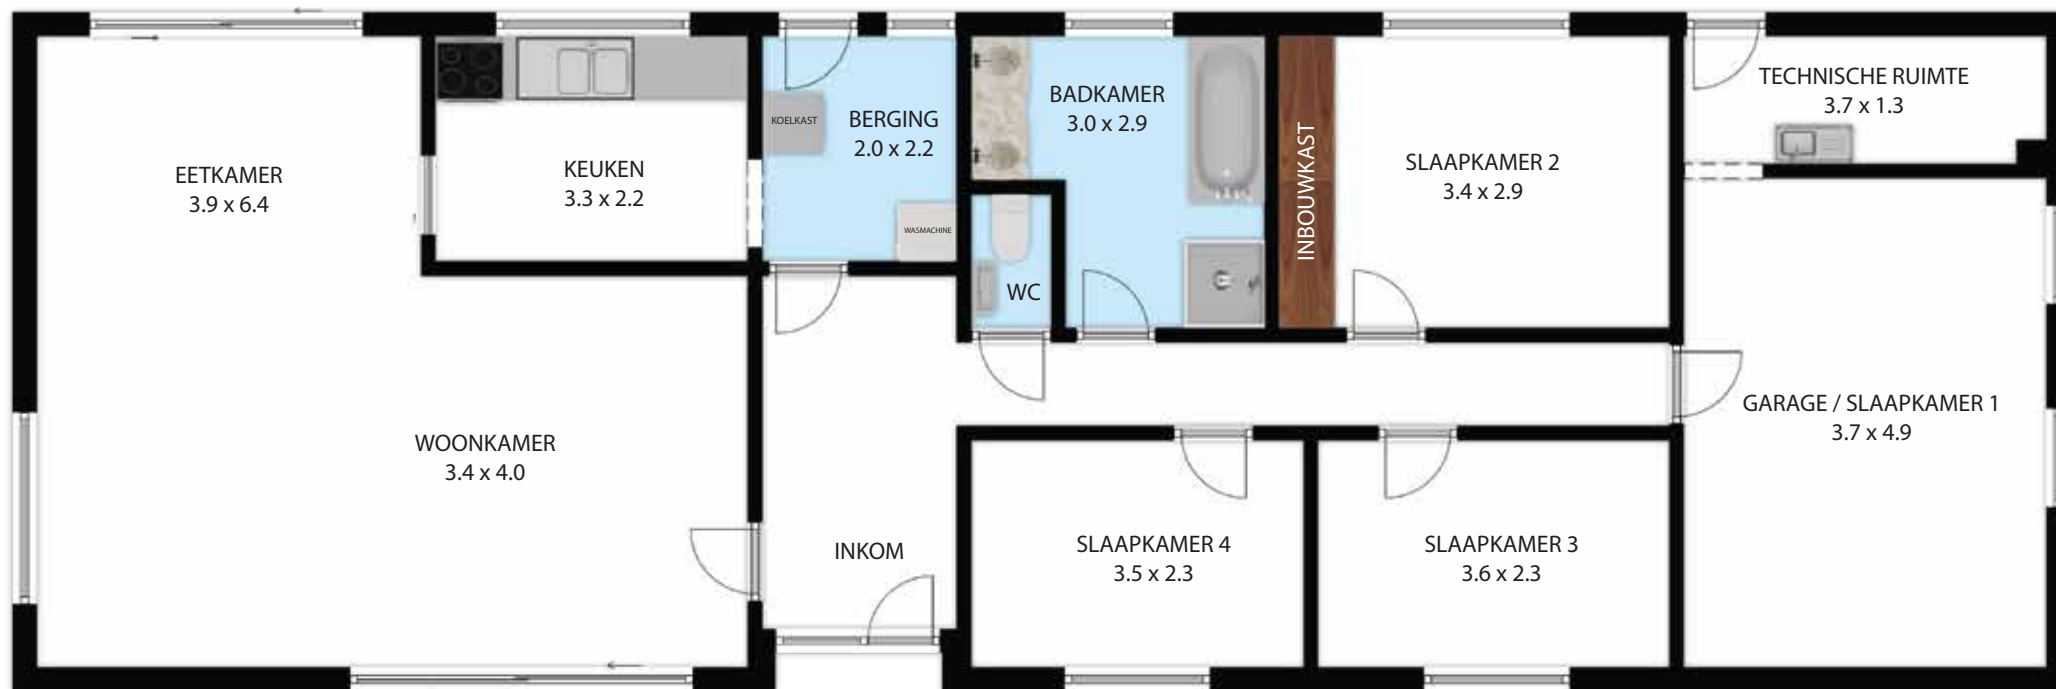 EETKAMER
3.9 x 6.4
KEUKEN
3.3 x 2.2
KOELKAST
BERGING
2.0 x 2.2
WASMACHINE
BADKAMER
3.0 x 2.9
WC
INBOUWKAST
SLAAPKAMER 2
3.4 x 2.9
TECHNISCHE RUIMTE
3.7 x 1.3
WOONKAMER
3.4 x 4.0
INKOM
SLAAPKAMER 4
3.5 x 2.3
SLAAPKAMER 3
3.6 x 2.3
GARAGE / SLAAPKAMER 1
3.7 x 4.9